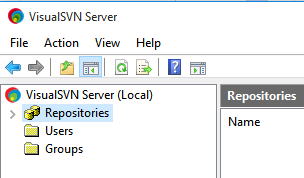 VisualSVN Server
File Action View Help
VisualSVN Server (Local)
Repositories
Users
Groups
Repositories
Name